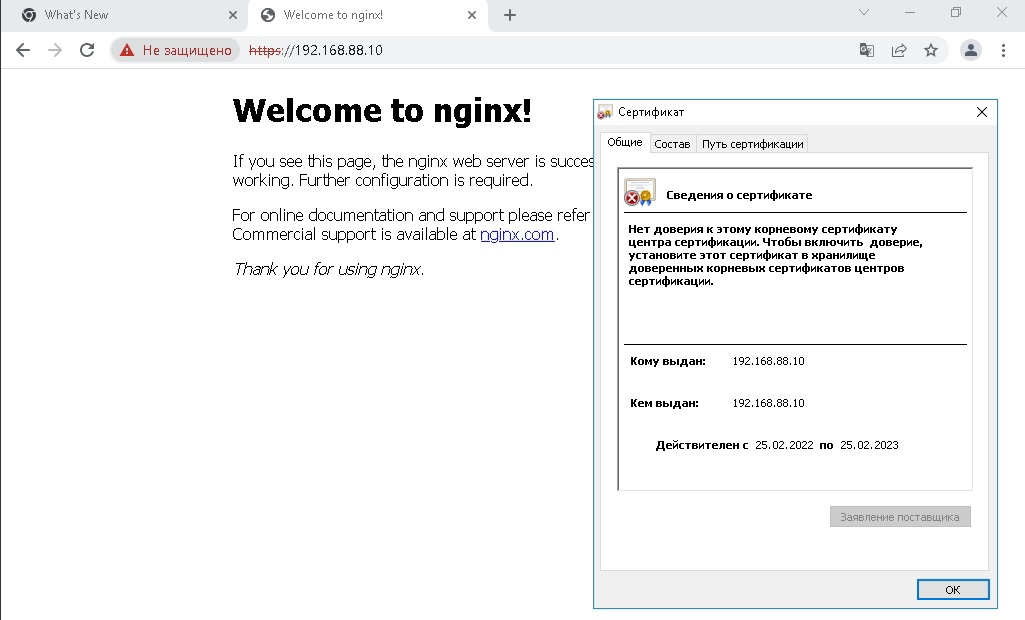 What's New
Welcome to nginx!
Не защищено
https://192.168.88.10
Welcome to nginx!
If you see this page, the nginx web server is succes
working. Further configuration is required.
For online documentation and support please refer
Commercial support is available at nginx.com.
Thank you for using nginx.
Сертификат
Общие
Состав
Путь сертификации
Сведения о сертификате
Нет доверия к этому корневому сертификату
центра сертификации. Чтобы включить доверие,
установите этот сертификат в хранилище
доверенных корневых сертификатов центров
сертификации.
Кому выдан: 192.168.88.10
Кем выдан: 192.168.88.10
Действителен с 25.02.2022 по 25.02.2023
Заявление поставщика
ОК